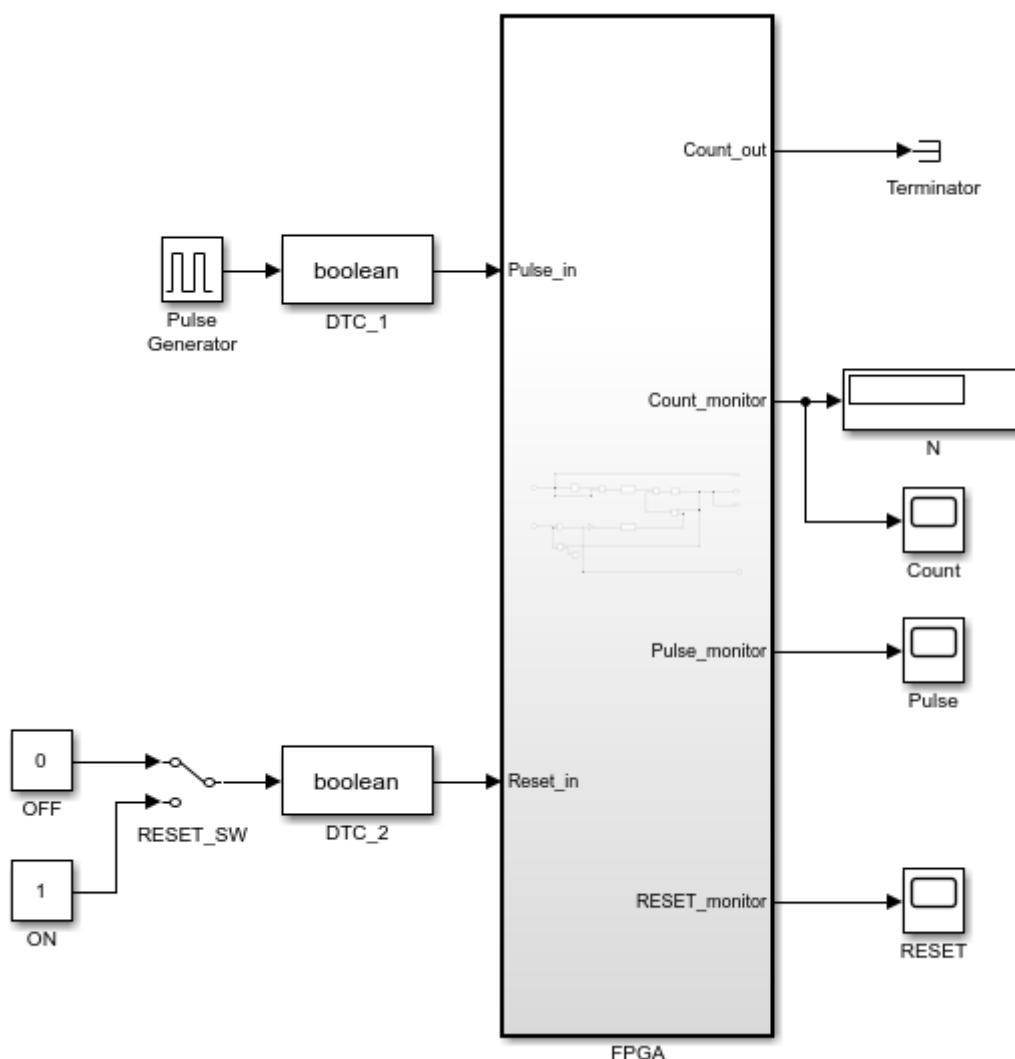 Count_out
Terminator
boolean
Pulse_in
Pulse
Generator
DTC_1
Count_monitor
N
Count
Pulse_monitor
Pulse
0
OFF
RESET_SW
boolean
DTC_2
Reset_in
1
ON
RESET_monitor
RESET
FPGA